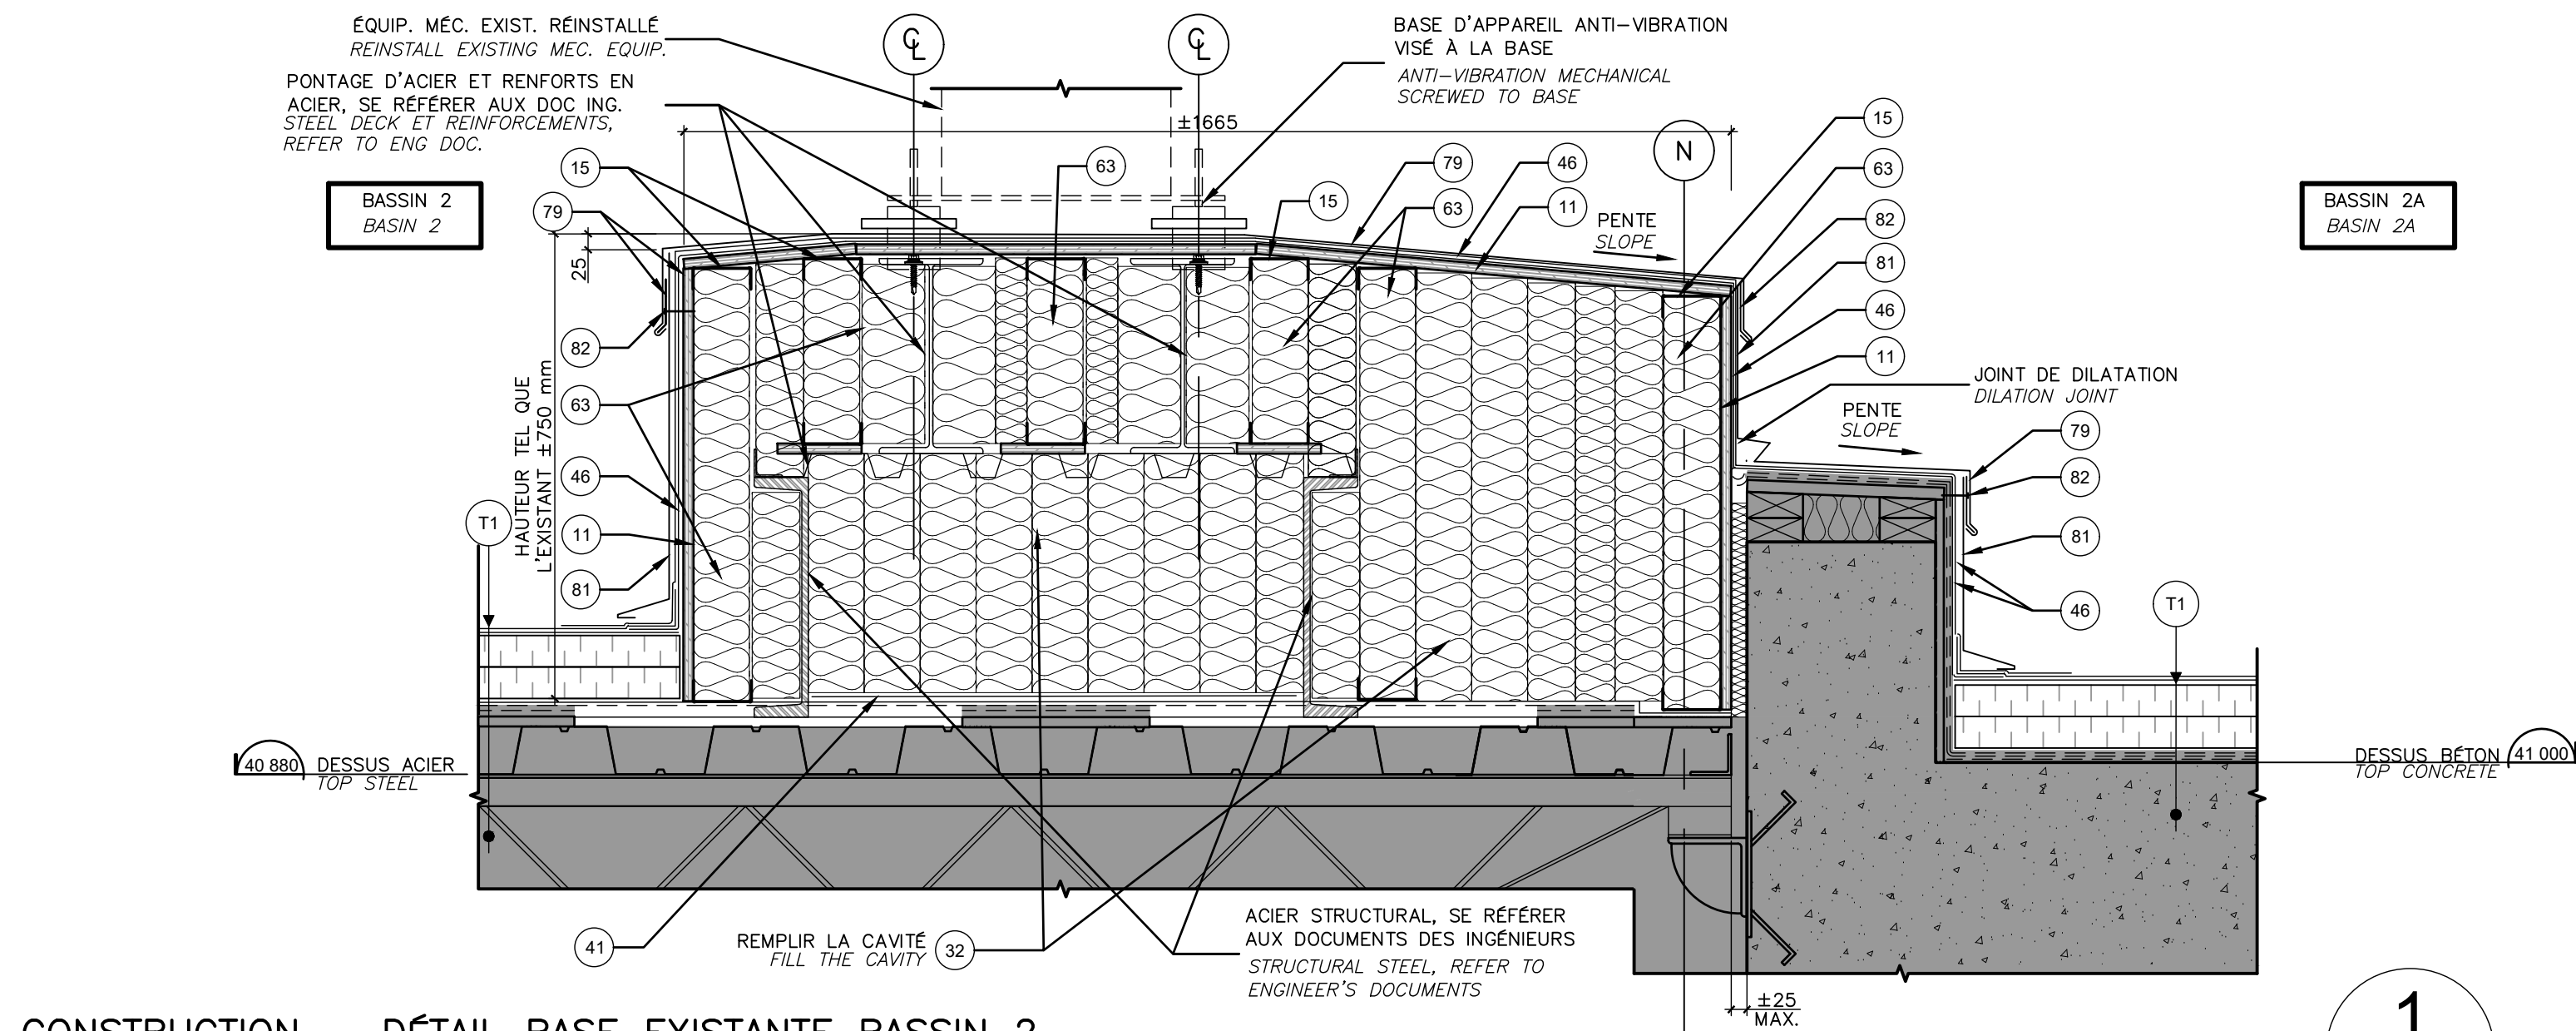 ÉQUIP. MÉC. EXIST. RÉINSTALLÉ
REINSTALL EXISTING MEC. EQUIP.
PONTAGE D'ACIER ET RENFORTS EN
ACIER, SE RÉFÉRER AUX DOC ING.
STEEL DECK ET REINFORCEMENTS,
REFER TO ENG DOC.
℄
℄
BASE D'APPAREIL ANTI-VIBRATION
VISÉ À LA BASE
ANTI-VIBRATION MECHANICAL
SCREWED TO BASE
±1665
N
BASSIN 2
BASIN 2
BASSIN 2A
BASIN 2A
15
79
82
63
46
11
81
T1
25
HAUTEUR TEL QUE
L'EXISTANT ±750 mm
63
15
79
63
46
11
PENTE
SLOPE
15
63
82
81
46
11
JOINT DE DILATATION
DILATION JOINT
PENTE
SLOPE
79
82
81
46
T1
40 880
DESSUS ACIER
TOP STEEL
DESSUS BÉTON
TOP CONCRETE
41 000
41
REMPLIR LA CAVITÉ
FILL THE CAVITY
32
ACIER STRUCTURAL, SE RÉFÉRER
AUX DOCUMENTS DES INGÉNIEURS
STRUCTURAL STEEL, REFER TO
ENGINEER'S DOCUMENTS
±25
MAX.
CONSTRUCTION DÉTAIL BASE EXISTANTE BASSIN 2
1